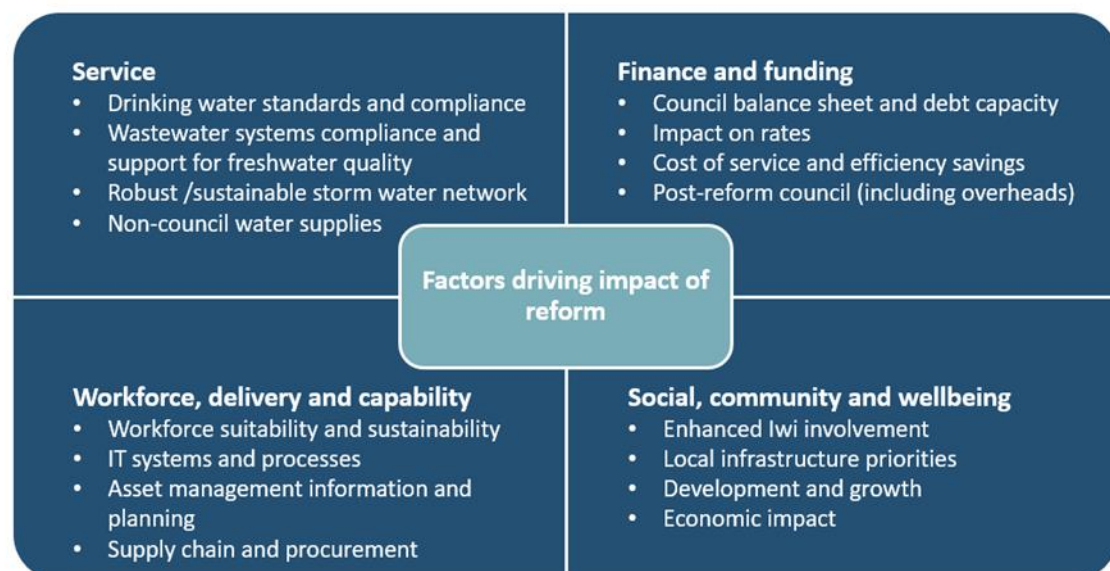 Service
• Drinking water standards and compliance
• Wastewater systems compliance and
support for freshwater quality
• Robust /sustainable storm water network
• Non-council water supplies
Finance and funding
• Council balance sheet and debt capacity
• Impact on rates
• Cost of service and efficiency savings
• Post-reform council (including overheads)
Factors driving impact of
reform
Workforce, delivery and capability
• Workforce suitability and sustainability
• IT systems and processes
• Asset management information and
planning
• Supply chain and procurement
Social, community and wellbeing
• Enhanced Iwi involvement
• Local infrastructure priorities
• Development and growth
• Economic impact